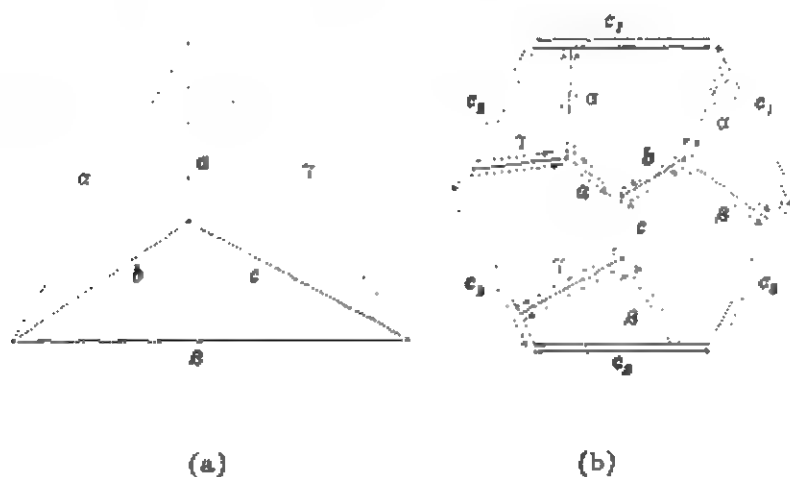 c₁
c₂ α c₁
α
γ b
α a γ a
β
c
b c c₃ γ c₃
β
β c₂
(a) (b)